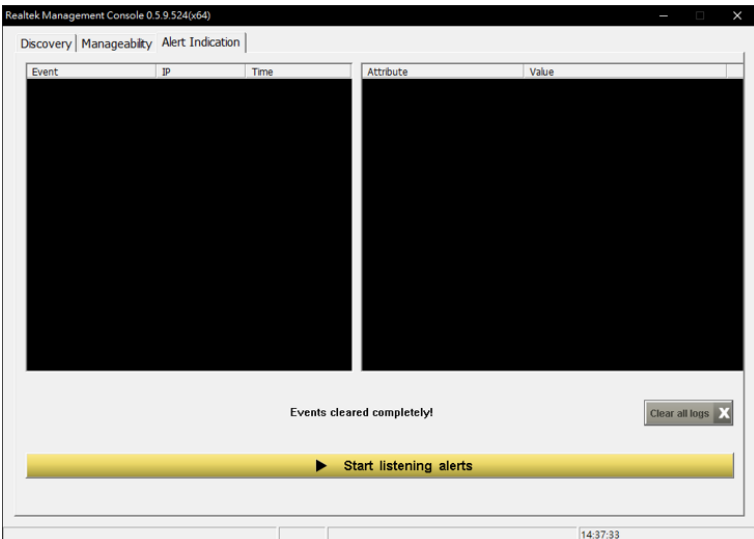 Realtek Management Console 0.5.9.524(x64)
Discovery Manageability Alert Indication
Event IP Time Attribute Value
Events cleared completely!
Clear all logs X
Start listening alerts
14:37:33